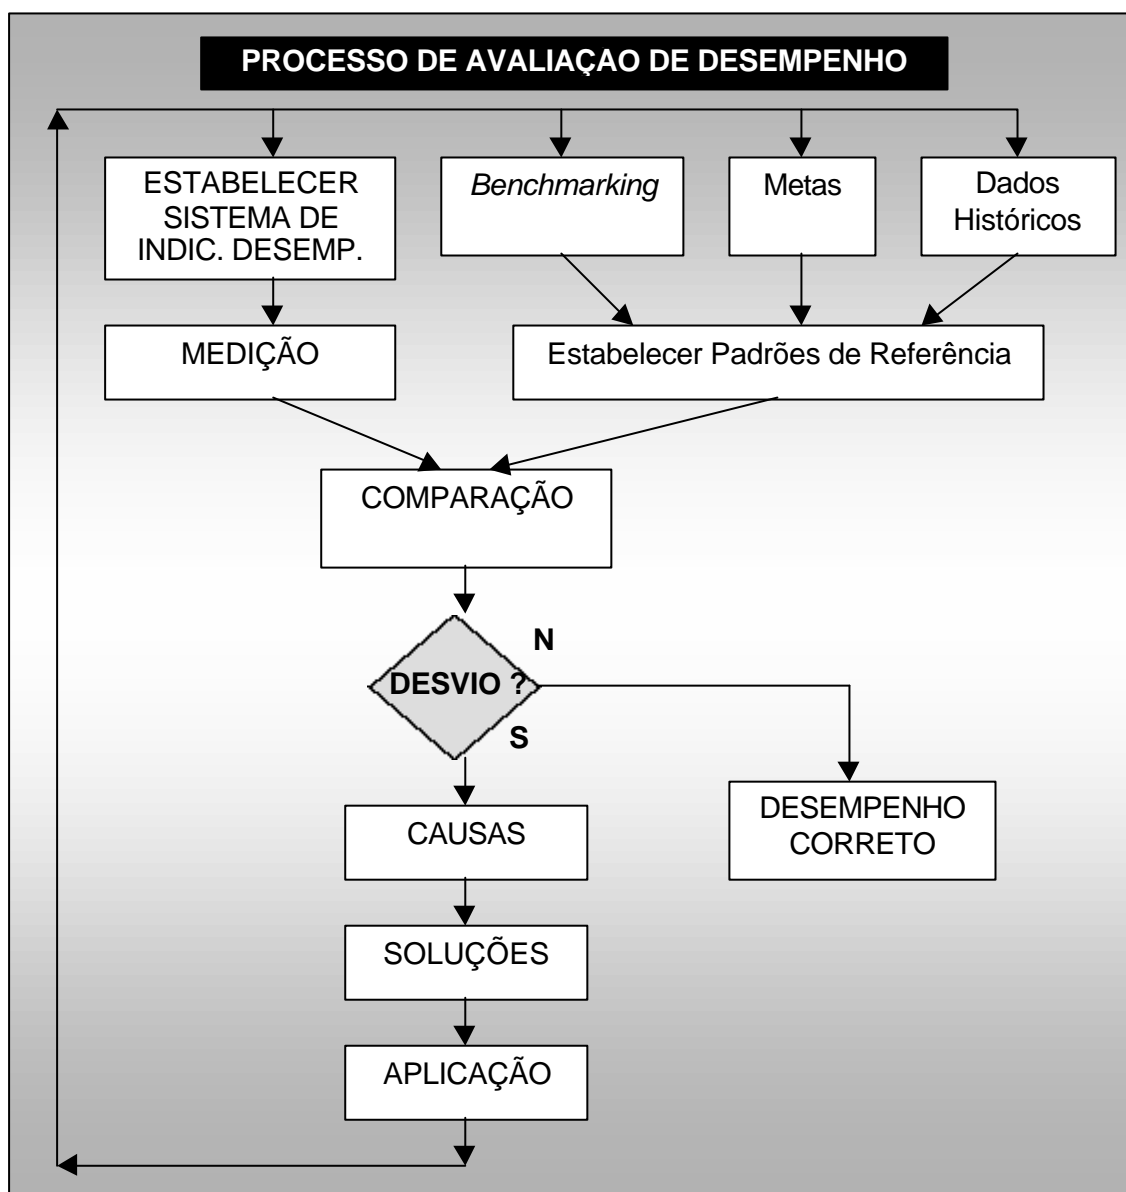 PROCESSO DE AVALIAÇAO DE DESEMPENHO
ESTABELECER
SISTEMA DE
INDIC. DESEMP.
Benchmarking
Metas
Dados
Históricos
MEDIÇÃO
Estabelecer Padrões de Referência
COMPARAÇÃO
N
DESVIO ?
S
CAUSAS
DESEMPENHO
CORRETO
SOLUÇÕES
APLICAÇÃO